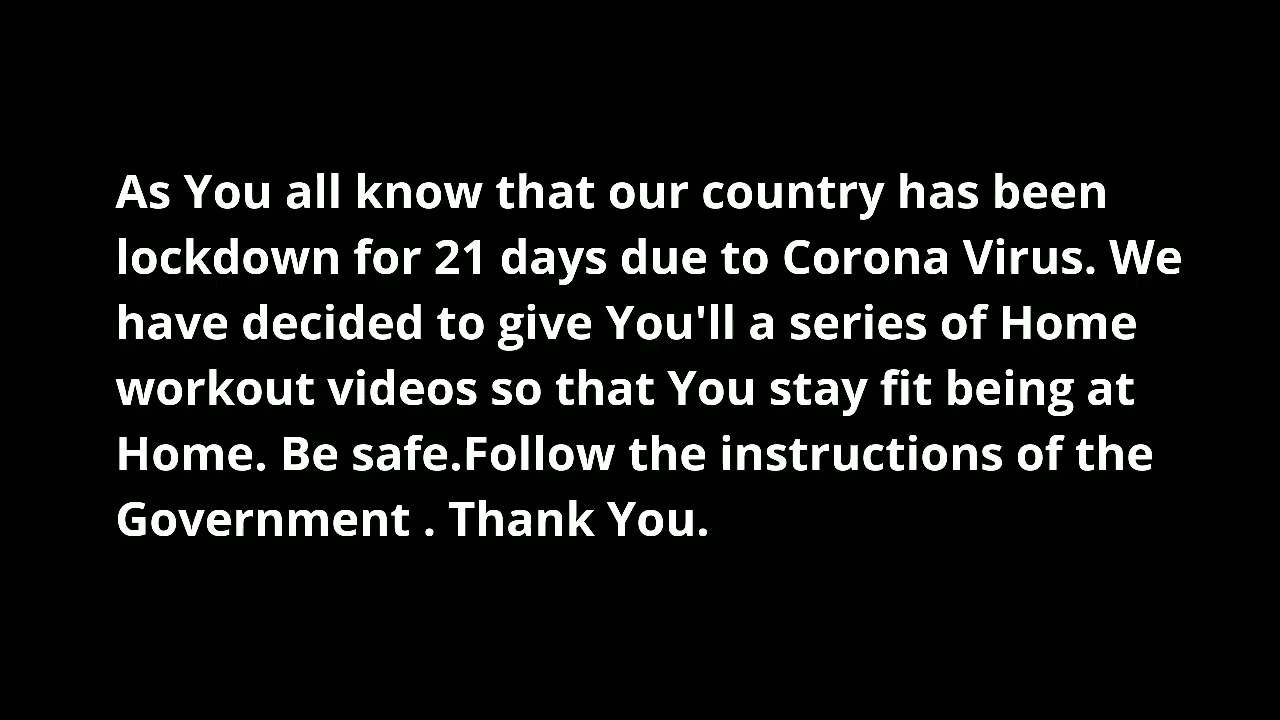 As You all know that our country has been
lockdown for 21 days due to Corona Virus. We
have decided to give You'll a series of Home
workout videos so that You stay fit being at
Home. Be safe.Follow the instructions of the
Government . Thank You.